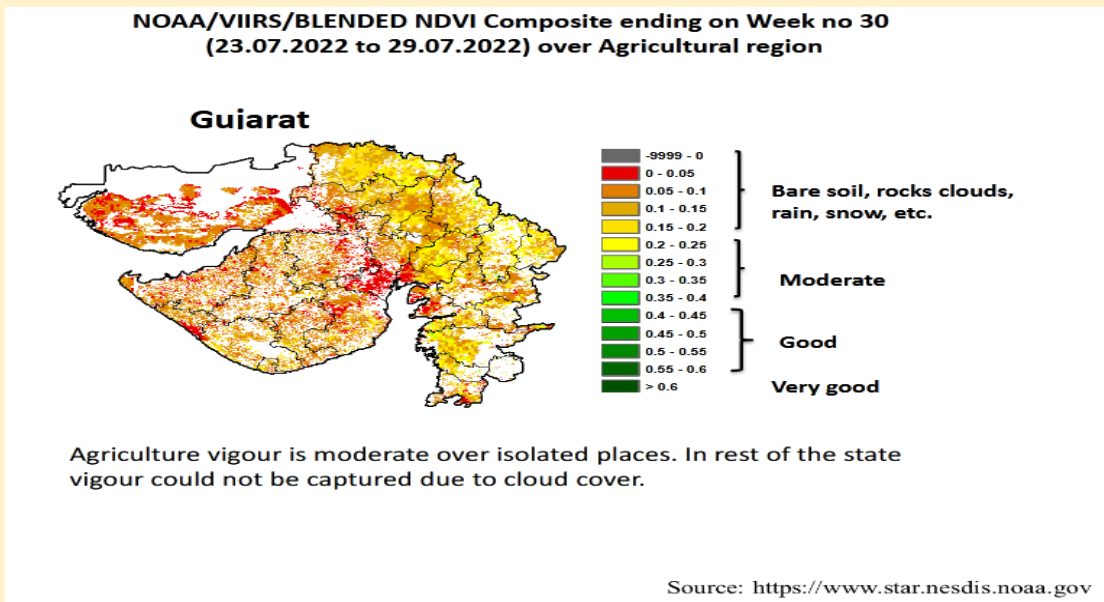 NOAA/VIIRS/BLENDED NDVI Composite ending on Week no 30
(23.07.2022 to 29.07.2022) over Agricultural region
Gujarat
-9999 - 0
0 - 0.05
0.05 - 0.1
0.1 - 0.15
0.15 - 0.2
0.2 - 0.25
0.25 - 0.3
0.3 - 0.35
0.35 - 0.4
0.4 - 0.45
0.45 - 0.5
0.5 - 0.55
0.55 - 0.6
> 0.6
Bare soil, rocks clouds,
rain, snow, etc.
Moderate
Good
Very good
Agriculture vigour is moderate over isolated places. In rest of the state
vigour could not be captured due to cloud cover.
Source: https://www.star.nesdis.noaa.gov